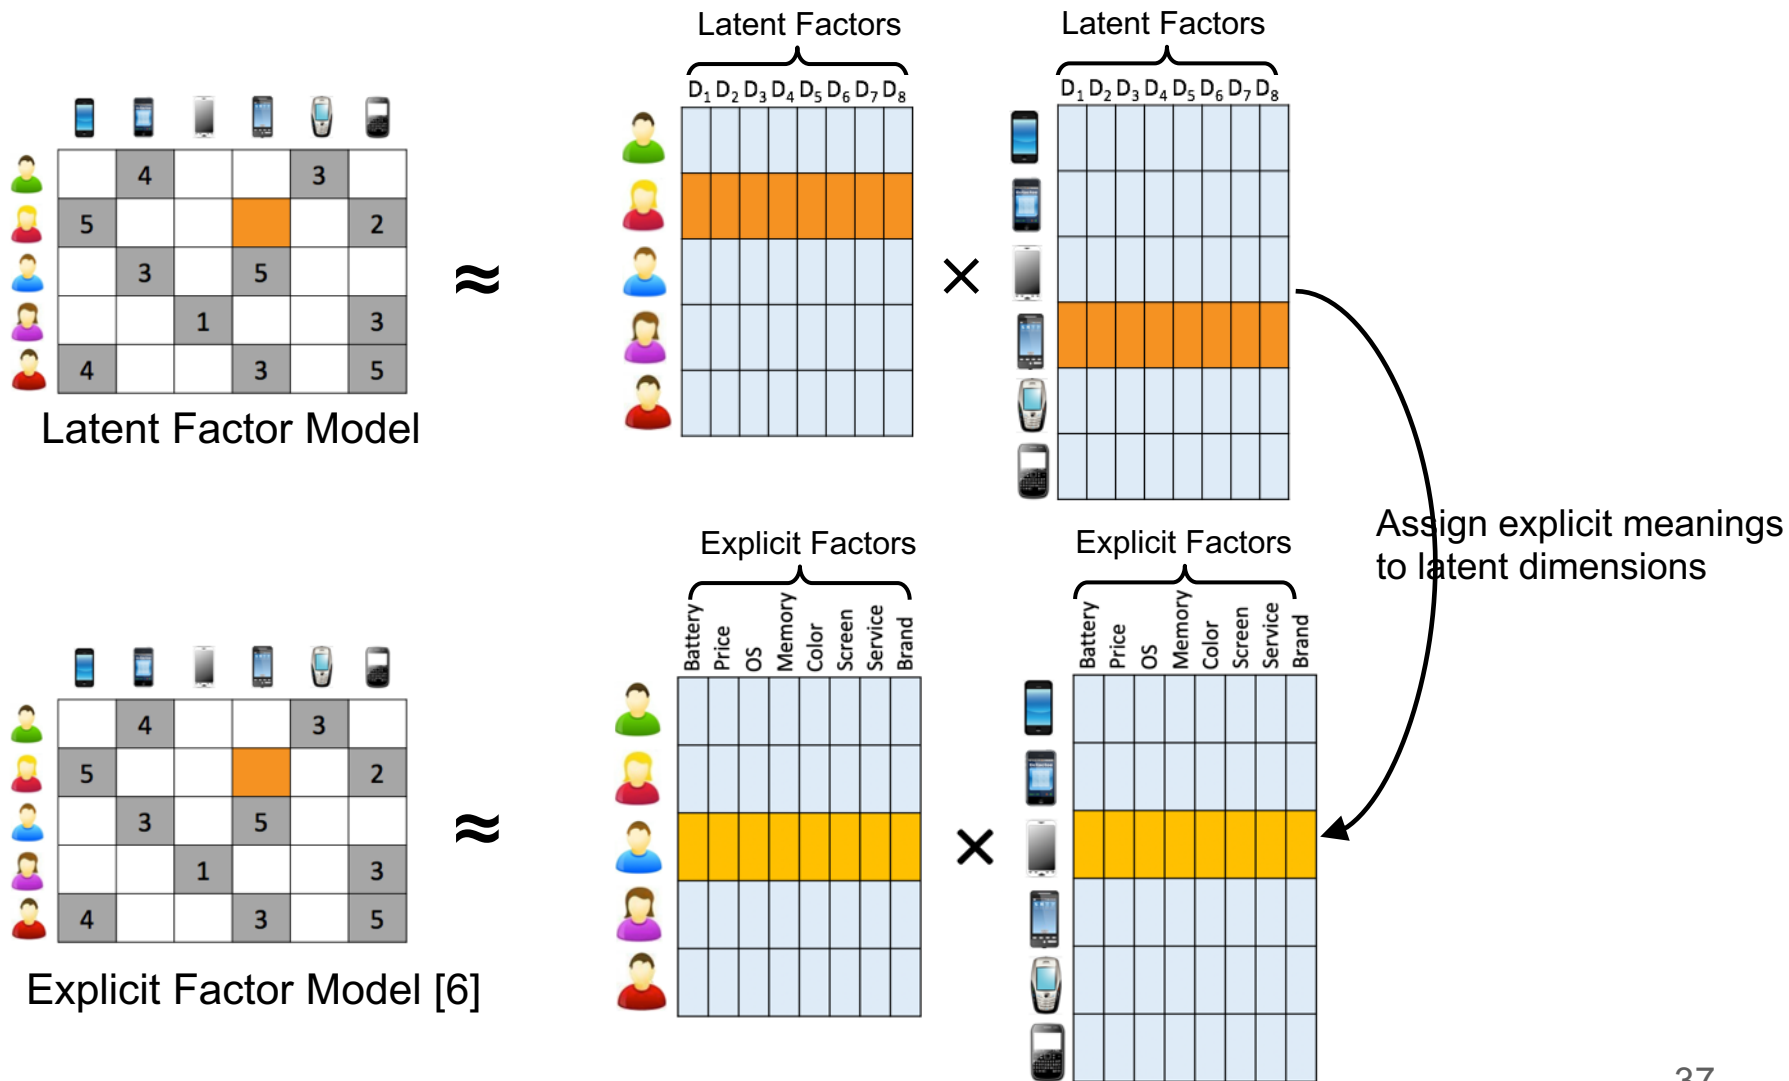 Latent Factors
Latent Factors
D1 D2 D3 D4 D5 D6 D7 D8
D1 D2 D3 D4 D5 D6 D7 D8
4 3
5 2
3 5
1 3
4 3 5
≈
×
Latent Factor Model
Assign explicit meanings
to latent dimensions
Explicit Factors
Explicit Factors
Battery
Price
OS
Memory
Color
Screen
Service
Brand
Battery
Price
OS
Memory
Color
Screen
Service
Brand
4 3
5 2
3 5
1 3
4 3 5
≈
×
Explicit Factor Model [6]
37